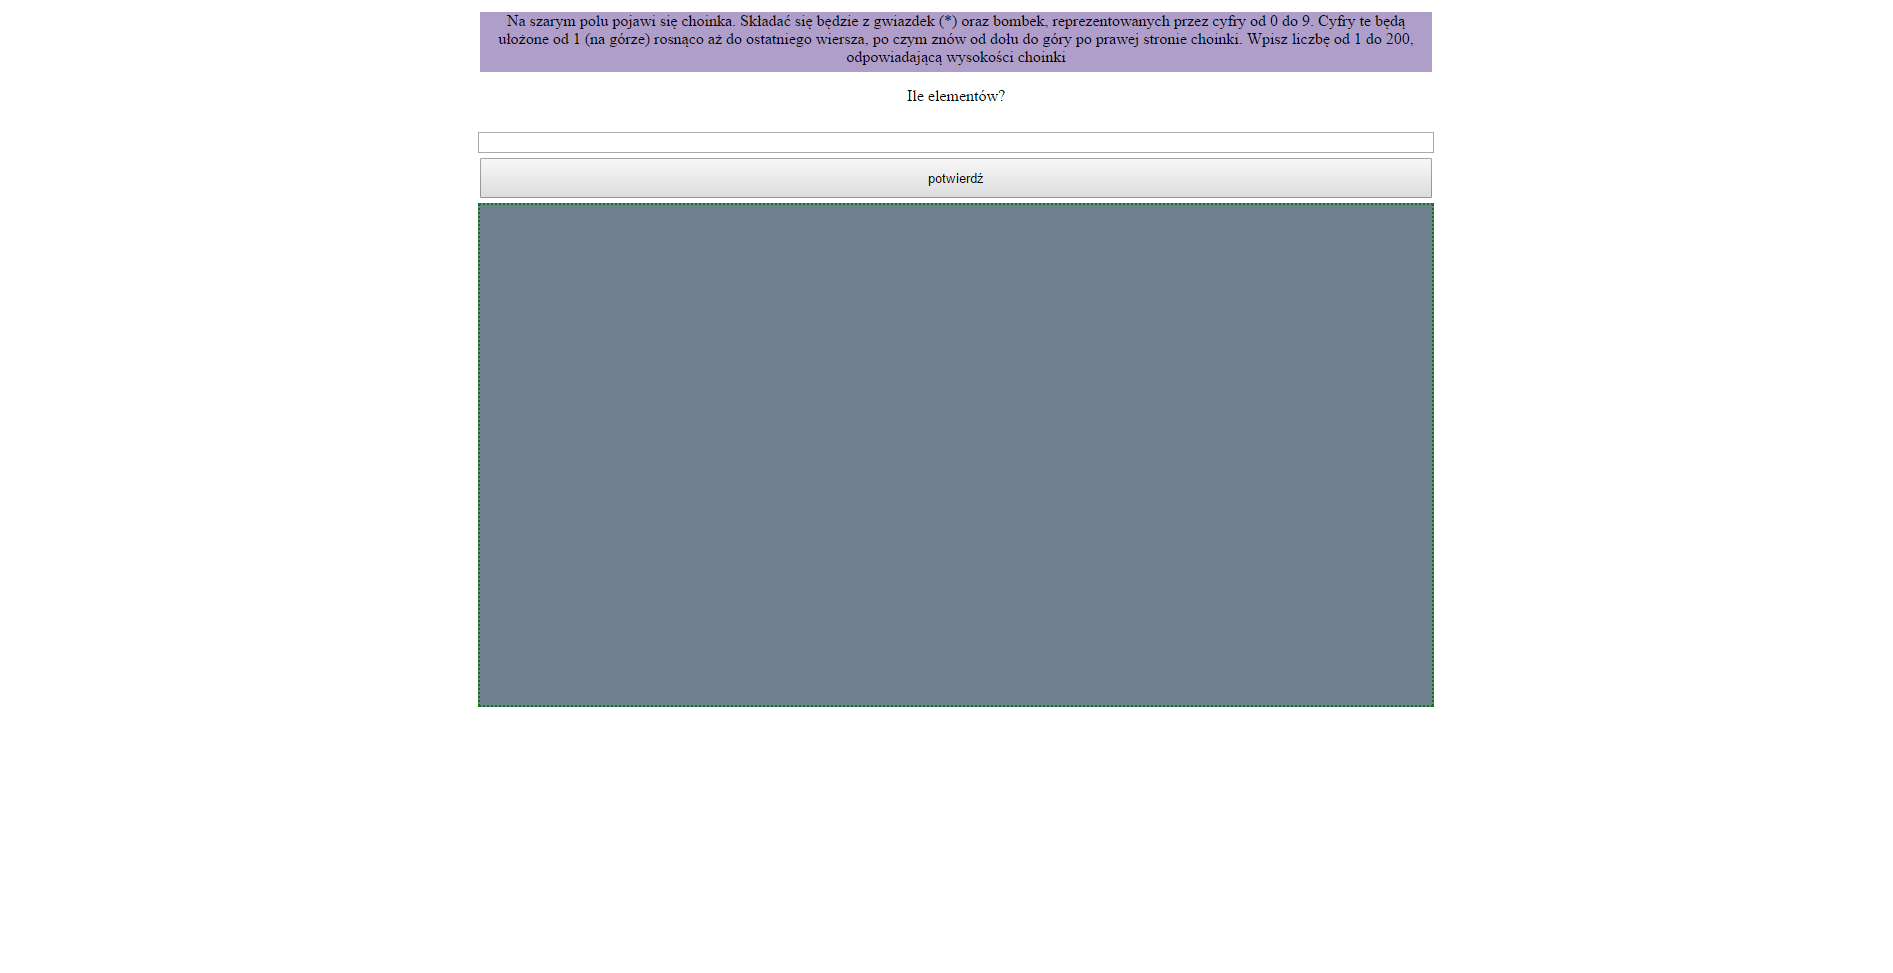 Na szarym polu pojawi się choinka. Składać się będzie z gwiazdek (*) oraz bombek, reprezentowanych przez cyfry od 0 do 9. Cyfry te będą
ułożone od 1 (na górze) rosnąco aż do ostatniego wiersza, po czym znów od dołu do góry po prawej stronie choinki. Wpisz liczbę od 1 do 200,
odpowiadającą wysokości choinki
Ile elementów?
potwierdź